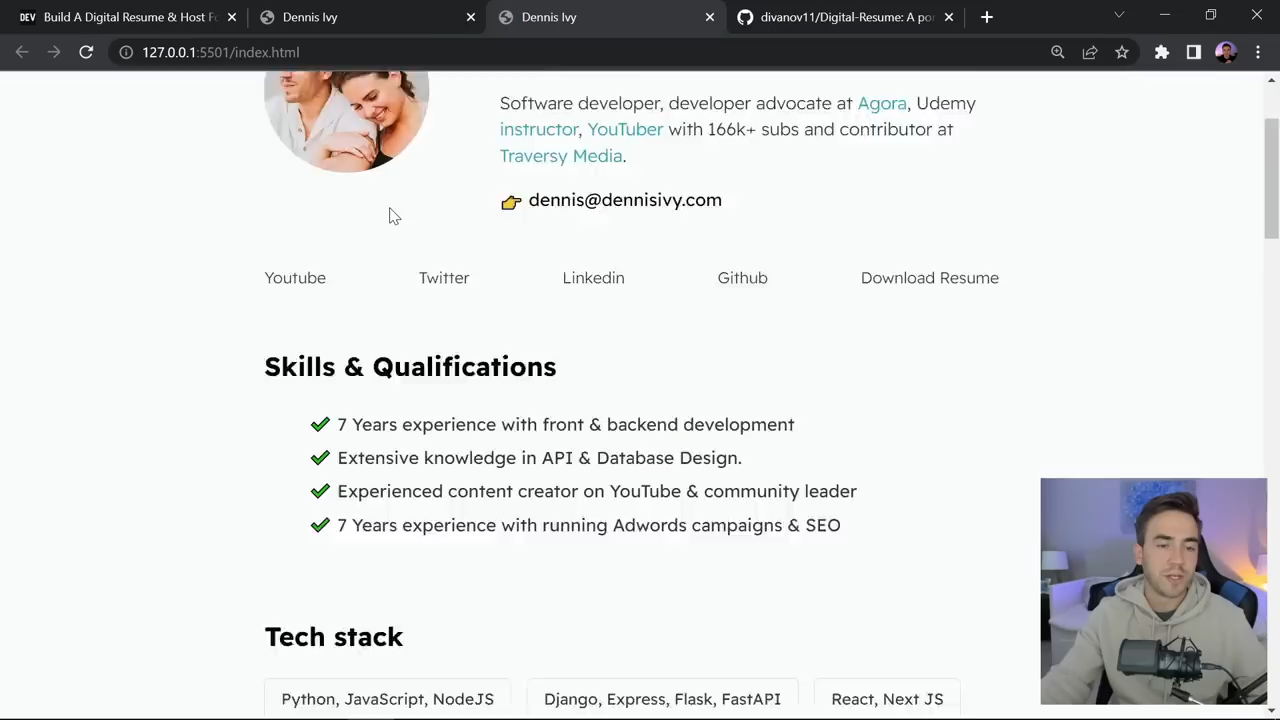 DEV Build A Digital Resume & Host Fo
Dennis Ivy
Dennis Ivy
divanov11/Digital-Resume: A por
127.0.0.1:5501/index.html
Software developer, developer advocate at Agora, Udemy
instructor, YouTuber with 166k+ subs and contributor at
Traversy Media.
dennis@dennisivy.com
Youtube
Twitter
Linkedin
Github
Download Resume
Skills & Qualifications
7 Years experience with front & backend development
Extensive knowledge in API & Database Design.
Experienced content creator on YouTube & community leader
7 Years experience with running Adwords campaigns & SEO
Tech stack
Python, JavaScript, NodeJS
Django, Express, Flask, FastAPI
React, Next JS